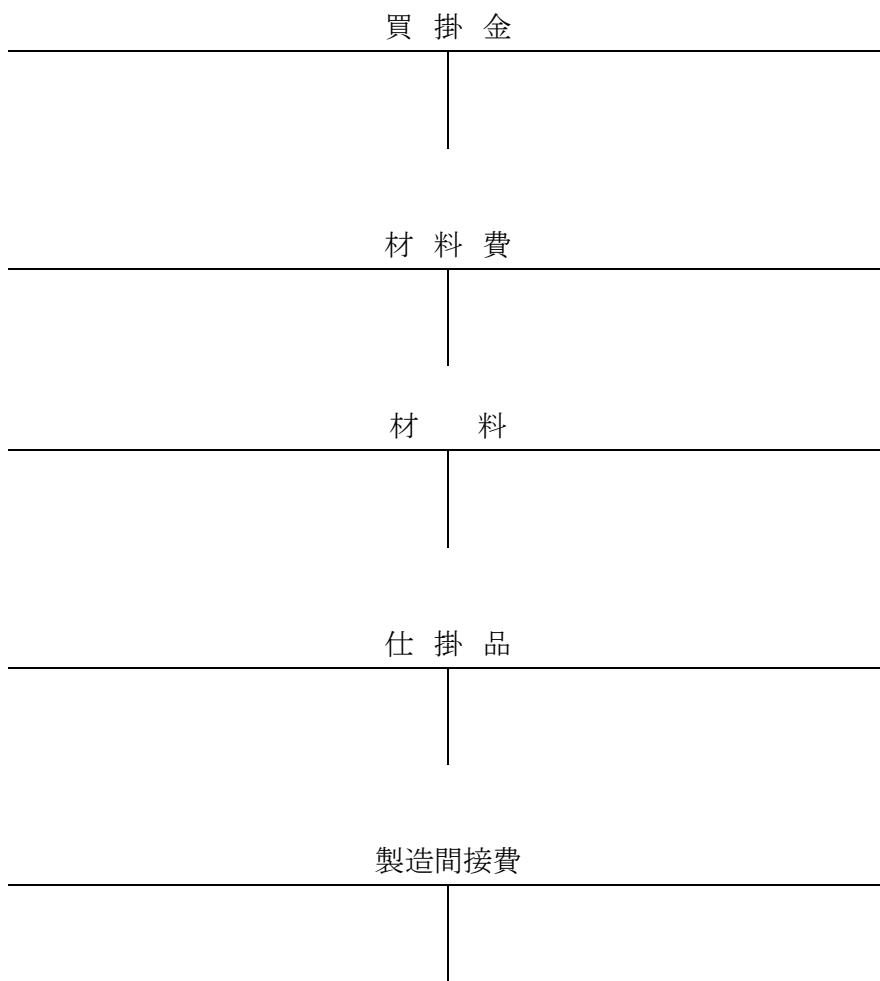 買 掛 金
材 料 費
材　　料
仕 掛 品
製造間接費